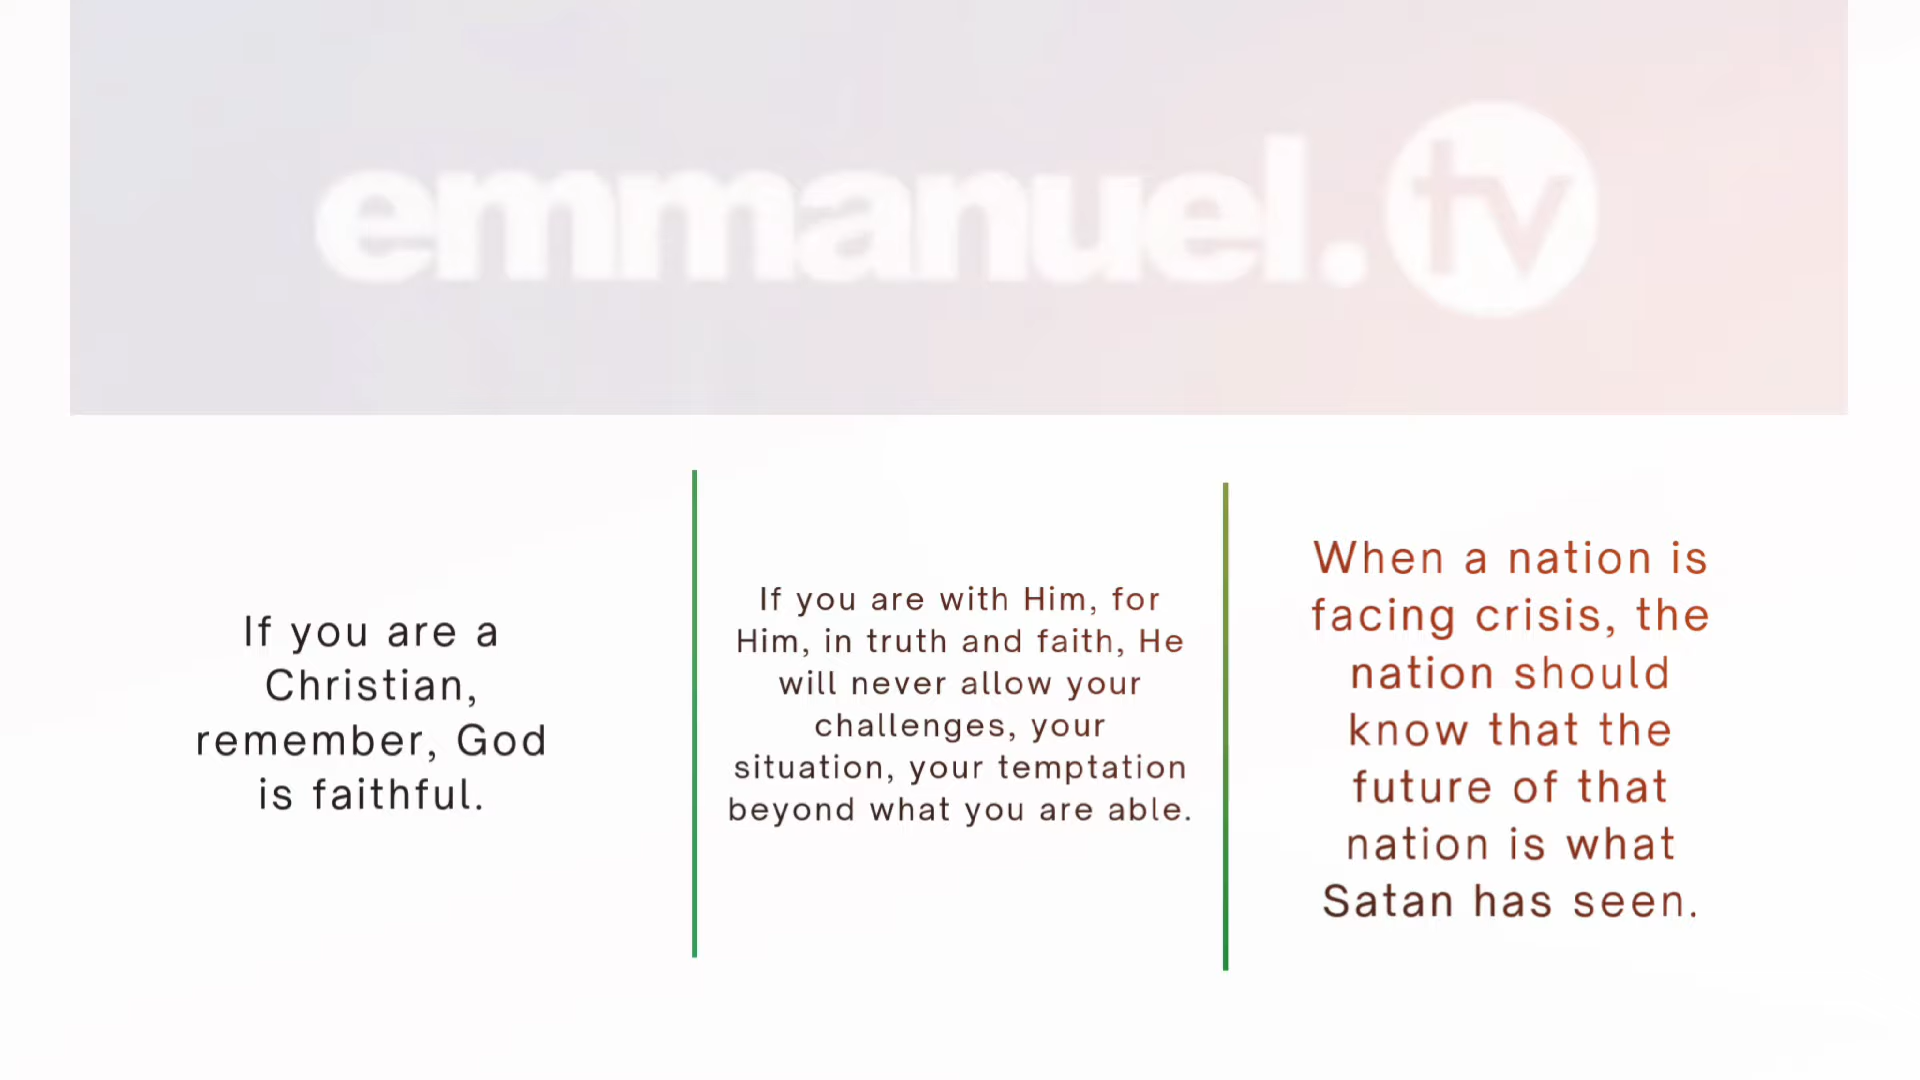 emmanuel.tv
If you are a
Christian,
remember, God
is faithful.
If you are with Him, for
Him, in truth and faith, He
will never allow your
challenges, your
situation, your temptation
beyond what you are able.
When a nation is
facing crisis, the
nation should
know that the
future of that
nation is what
Satan has seen.